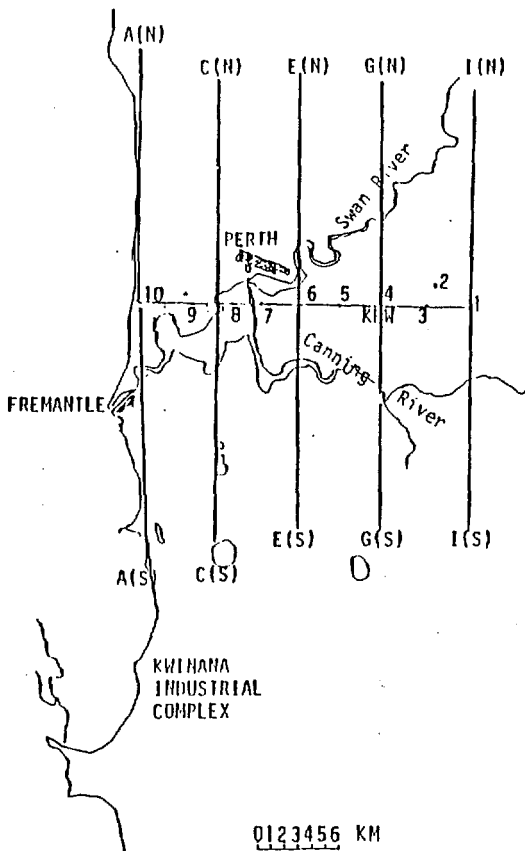 A(N)
C(N) E(N) G(N) I(N)
Swan River
PERTH
10 9 8 7 6 5 4 3 2 1
Canning River
FREMANTLE
A(S) C(S) E(S) G(S) I(S)
KWINANA
INDUSTRIAL
COMPLEX
0123456 KM